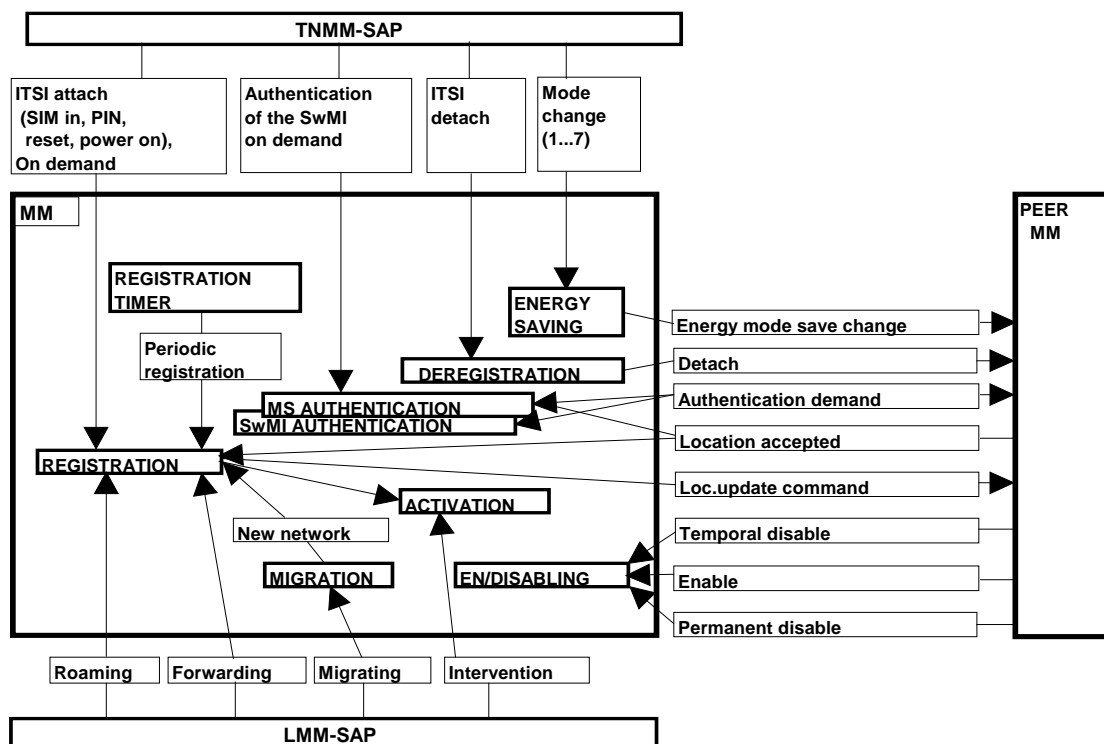 TNMM-SAP
ITSI attach
(SIM in, PIN,
reset, power on),
On demand
Authentication
of the SwMI
on demand
ITSI
detach
Mode
change
(1...7)
MM
PEER
MM
REGISTRATION
TIMER
ENERGY
SAVING
Energy mode save change
Periodic
registration
DEREGISTRATION
Detach
MS AUTHENTICATION
SwMI AUTHENTICATION
Authentication demand
Location accepted
REGISTRATION
Loc.update command
ACTIVATION
New network
Temporal disable
MIGRATION
EN/DISABLING
Enable
Permanent disable
Roaming
Forwarding
Migrating
Intervention
LMM-SAP